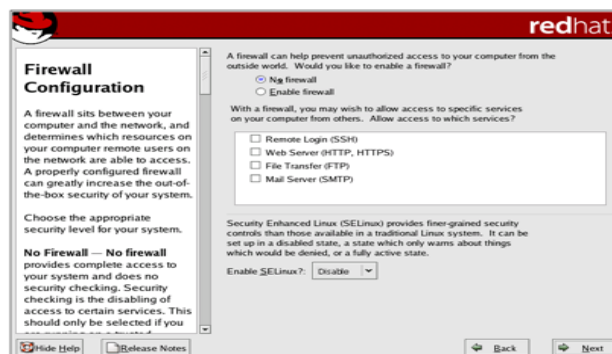 redhat
Firewall
Configuration
A firewall sits between your
computer and the network, and
determines which resources on
your computer remote users on
the network are able to access.
A properly configured firewall
can greatly increase the out-of-
the-box security of your system.
Choose the appropriate
security level for your system.
No Firewall — No firewall
provides complete access to
your system and does no
security checking. Security
checking is the disabling of
access to certain services. This
should only be selected if you
A firewall can help prevent unauthorized access to your computer from the
outside world. Would you like to enable a firewall?
No firewall
Enable firewall
With a firewall, you may wish to allow access to specific services
on your computer from others. Allow access to which services?
Remote Login (SSH)
Web Server (HTTP, HTTPS)
File Transfer (FTP)
Mail Server (SMTP)
Security Enhanced Linux (SELinux) provides finer-grained security
controls than those available in a traditional Linux system. It can be
set up in a disabled state, a state which only warns about things
which would be denied, or a fully active state.
Enable SELinux?: Disable
Hide Help
Release Notes
Back
Next